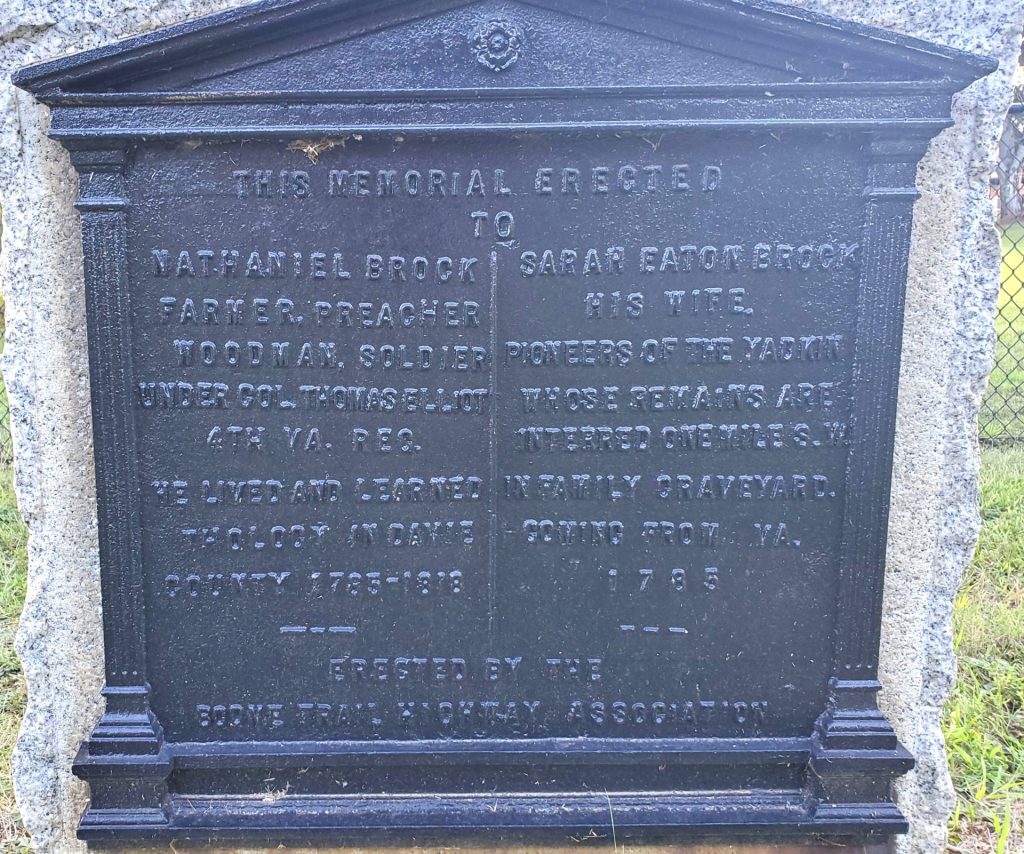 THIS MEMORIAL ERECTED
TO
NATHANIEL BROCK
FARMER, PREACHER
WOODMAN, SOLDIER
UNDER COL. THOMAS ELLIOT
4TH VA. REG.
HE LIVED AND LEARNED
THOLOGY IN DAVIE
COUNTY 1785-1818
SARAH EATON BROCK
HIS WIFE.
PIONEERS OF THE YADKIN
WHOSE REMAINS ARE
INTERRED ONE MILE S.W.
IN FAMILY GRAVEYARD.
COMING FROM VA.
1785
ERECTED BY THE
BOONE TRAIL HIGHWAY ASSOCIATION